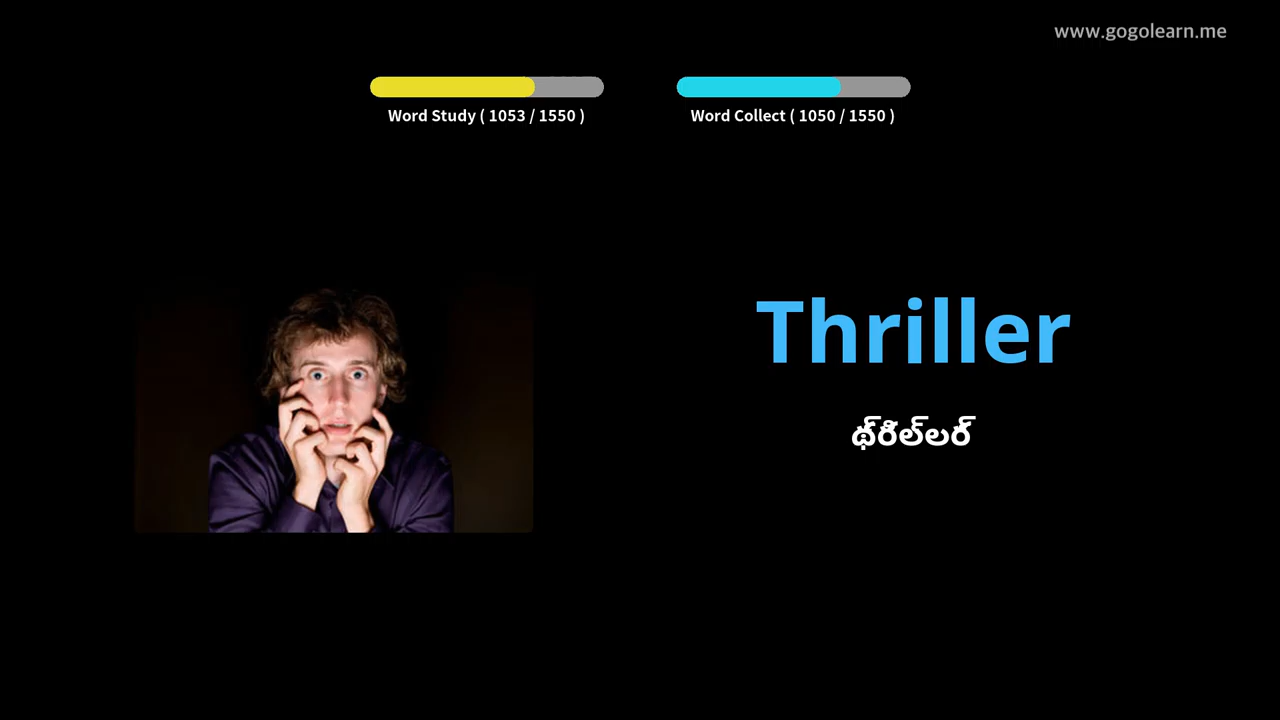 www.gogolearn.me
Word Study ( 1053 / 1550 )
Word Collect ( 1050 / 1550 )
Thriller
థ్‌రిల్‌లర్